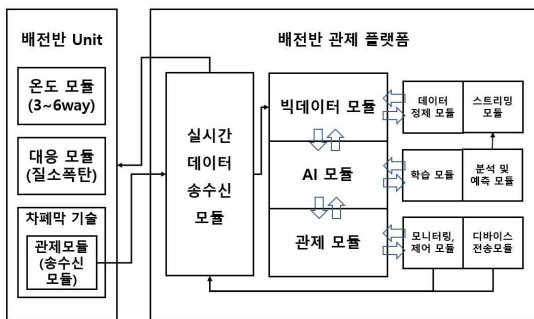 배전반 Unit
온도 모듈
(3~6way)
대응 모듈
(질소폭탄)
차폐막 기술
관제모듈
(송수신
모듈)
배전반 관제 플랫폼
실시간
데이터
송수신
모듈
빅데이터 모듈
AI 모듈
관제 모듈
데이터
정제 모듈
스트리밍
모듈
학습 모듈
분석 및
예측 모듈
모니터링,
제어 모듈
디바이스
전송모듈